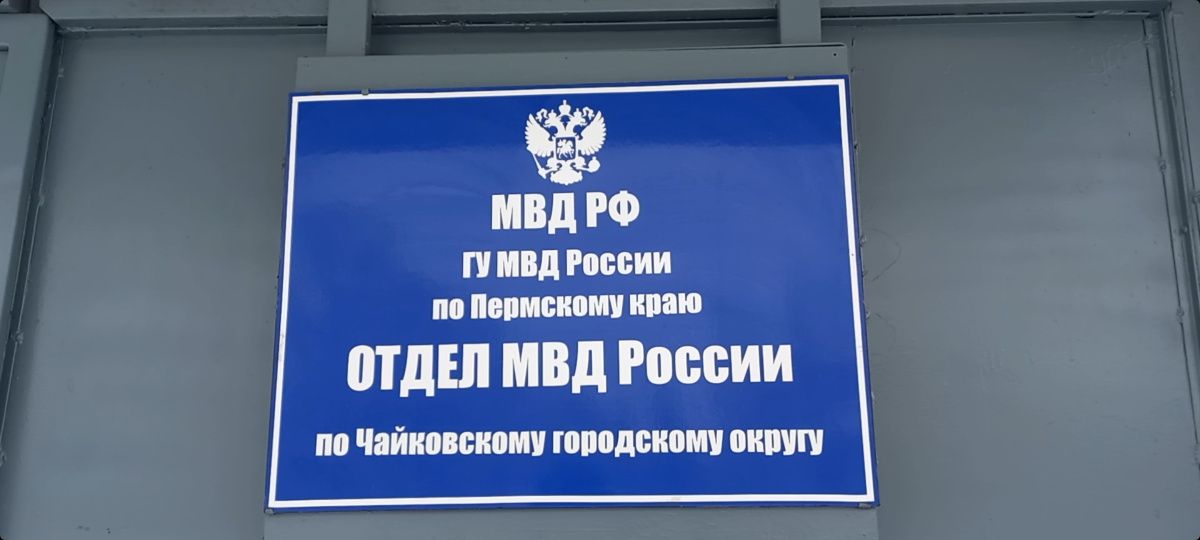 МВД РФ
ГУ МВД России
по Пермскому краю
ОТДЕЛ МВД России
по Чайковскому городскому округу